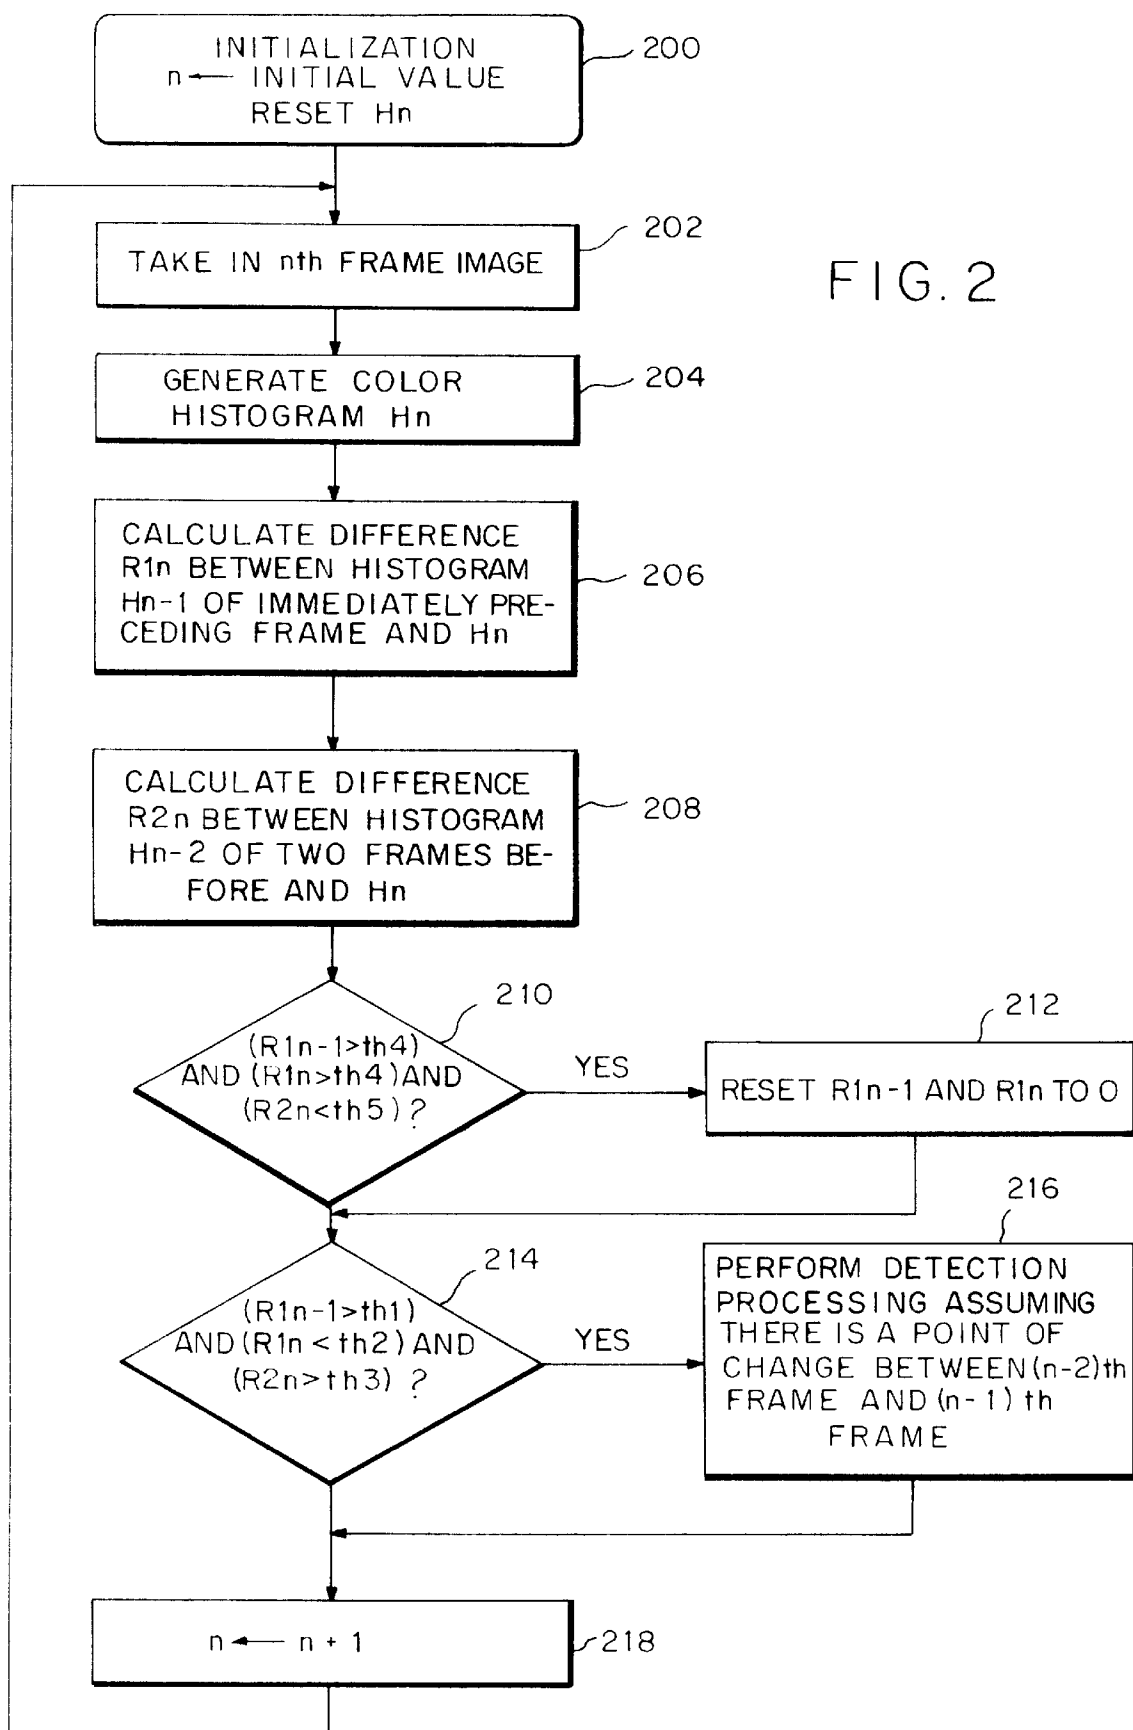 INITIALIZATION
n ← INITIAL VALUE
RESET Hn
200
TAKE IN nth FRAME IMAGE
202
FIG. 2
GENERATE COLOR
HISTOGRAM Hn
204
CALCULATE DIFFERENCE
R1n BETWEEN HISTOGRAM
Hn-1 OF IMMEDIATELY PRE-
CEDING FRAME AND Hn
206
CALCULATE DIFFERENCE
R2n BETWEEN HISTOGRAM
Hn-2 OF TWO FRAMES BE-
FORE AND Hn
208
210
(R1n-1>th4)
AND (R1n>th4) AND
(R2n<th5) ?
YES
212
RESET R1n-1 AND R1n TO 0
214
(R1n-1>th1)
AND (R1n<th2) AND
(R2n>th3) ?
YES
216
PERFORM DETECTION
PROCESSING ASSUMING
THERE IS A POINT OF
CHANGE BETWEEN (n-2)th
FRAME AND (n-1)th
FRAME
n ← n + 1
218